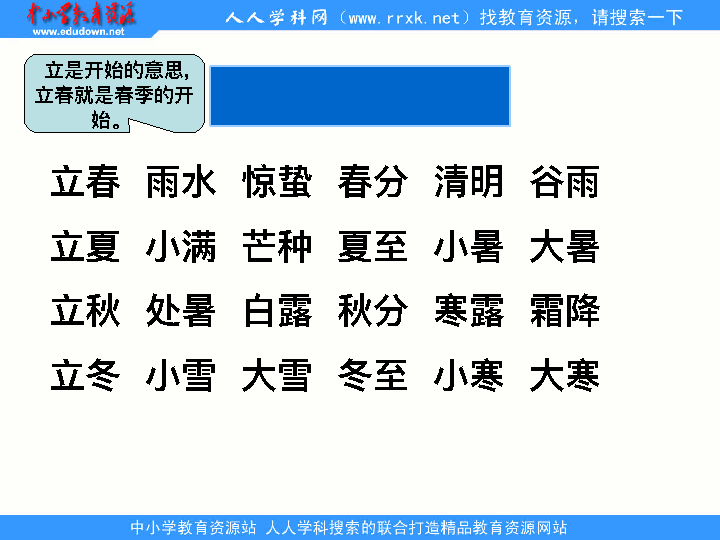 中小学教育资源
www.edudown.net
人人学科网（www.rrxk.net）找教育资源，请搜索一下
立是开始的意思,
立春就是春季的开
始。
立春 雨水 惊蛰 春分 清明 谷雨
立夏 小满 芒种 夏至 小暑 大暑
立秋 处暑 白露 秋分 寒露 霜降
立冬 小雪 大雪 冬至 小寒 大寒
中小学教育资源站 人人学科搜索的联合打造精品教育资源网站